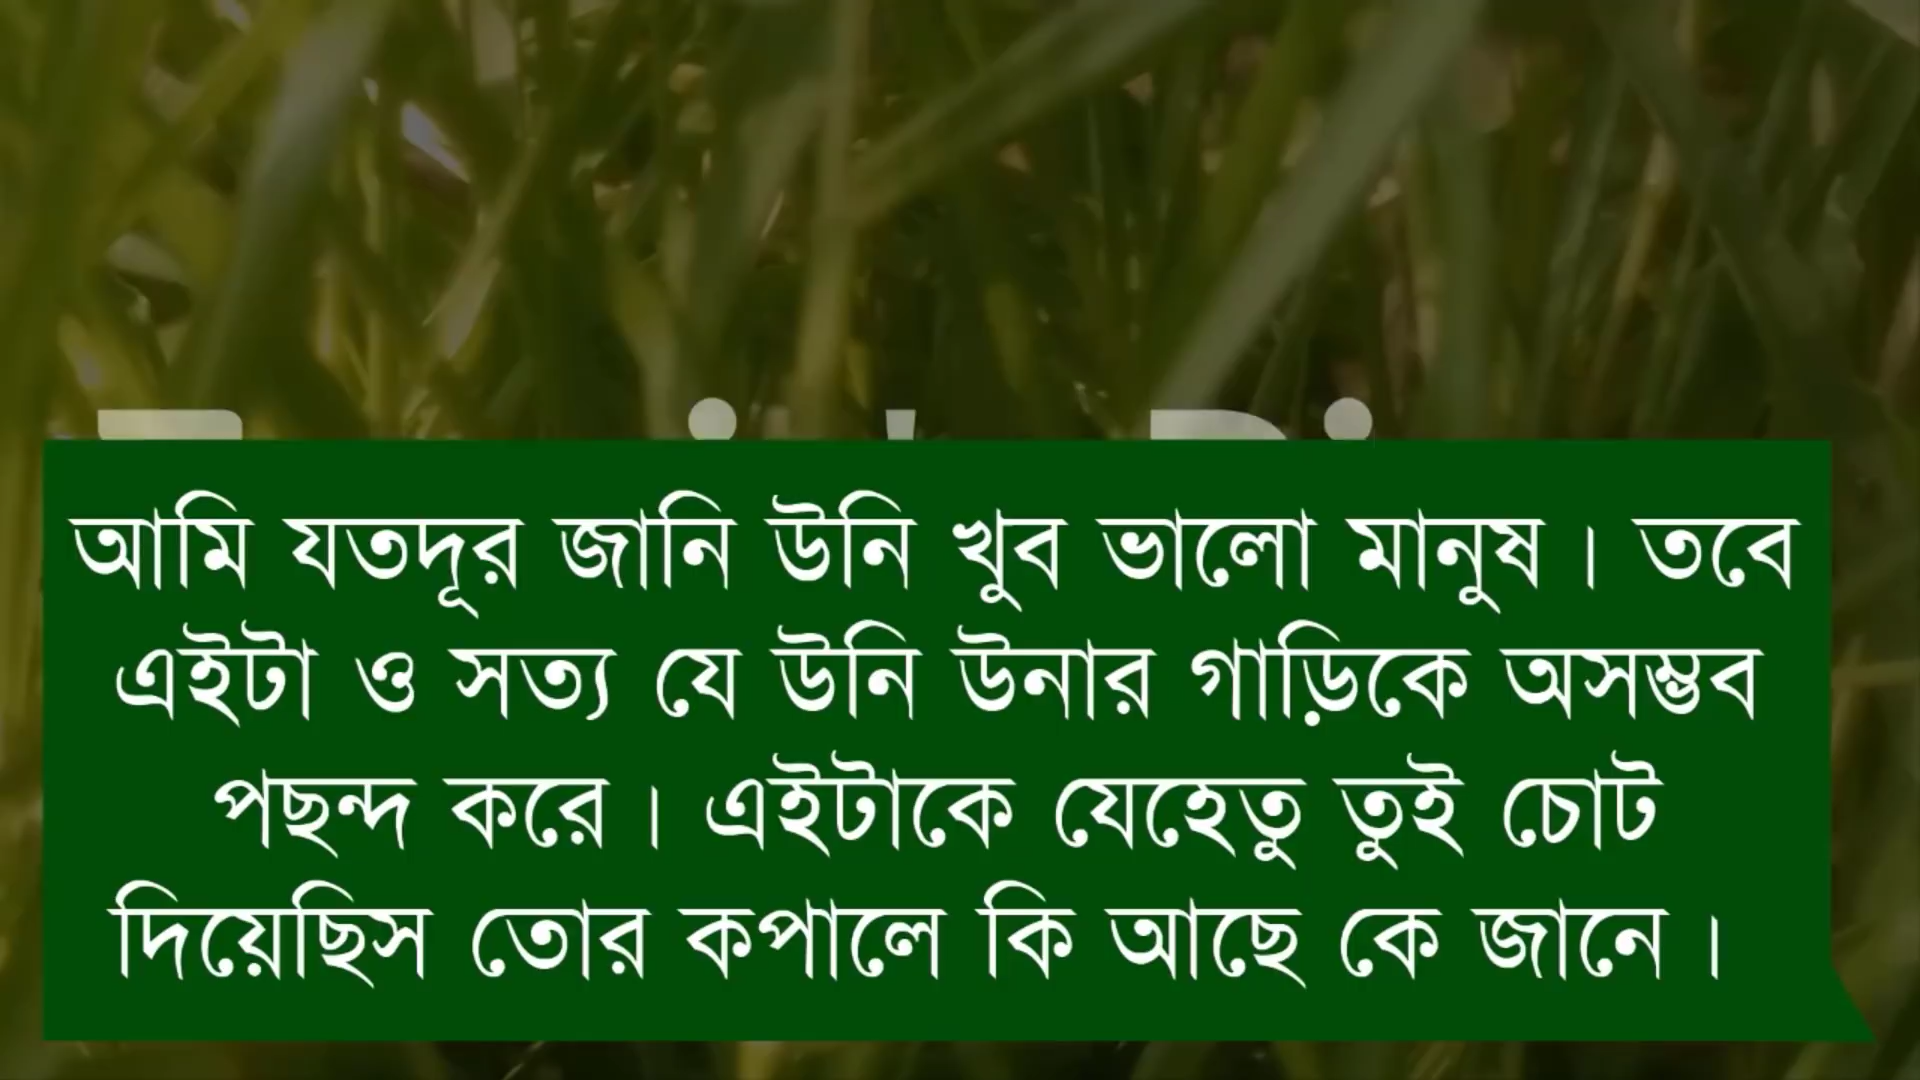 আমি যতদূর জানি উনি খুব ভালো মানুষ। তবে
এইটা ও সত্য যে উনি উনার গাড়িকে অসম্ভব
পছন্দ করে। এইটাকে যেহেতু তুই চোট
দিয়েছিস তোর কপালে কি আছে কে জানে।